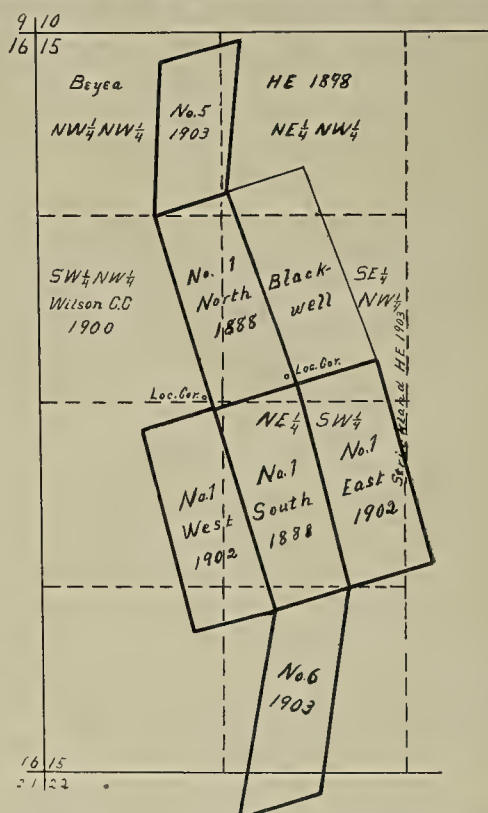 9 | 10
16 | 15
Beyea
NW¼ NW¼
No.5
1903
HE 1898
NE¼ NW¼
SW¼ NW¼
Wilson C.C
1900
No. 1
North
1888
Black-
well
SE¼
NW¼
Strickland HE 1903
Loc. Cor.
Loc. Cor.
NE¼ SW¼
No.1
West
1902
No.1
South
1888
No.1
East
1902
No.6
1903
16 | 15
21 | 22